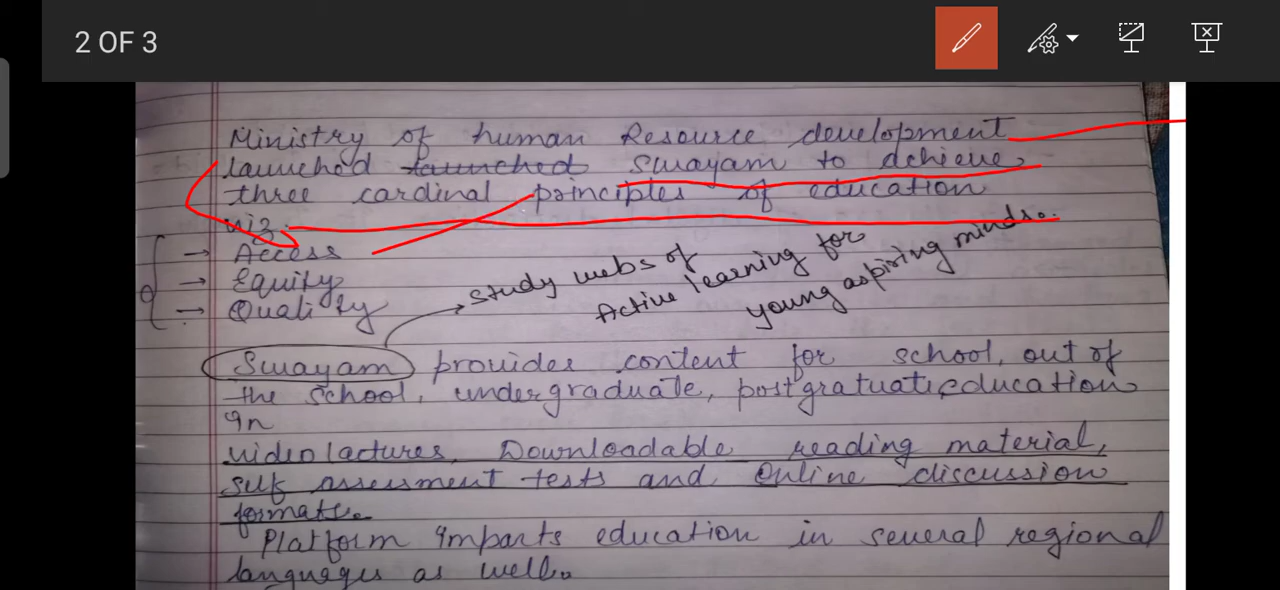 2 OF 3
Ministry of human Resource development
launched launched Swayam to achieve
three cardinal principles of education
viz.
→ Access
→ Equity
→ Quality
study webs of
Active learning for
young aspiring minds.
Swayam provides content for school, out of
the school, undergraduate, postgratuate education
in
video lactures, Downloadable reading material,
self assessment tests and online discussion
formats.
Platform imparts education in several regional
languages as well.